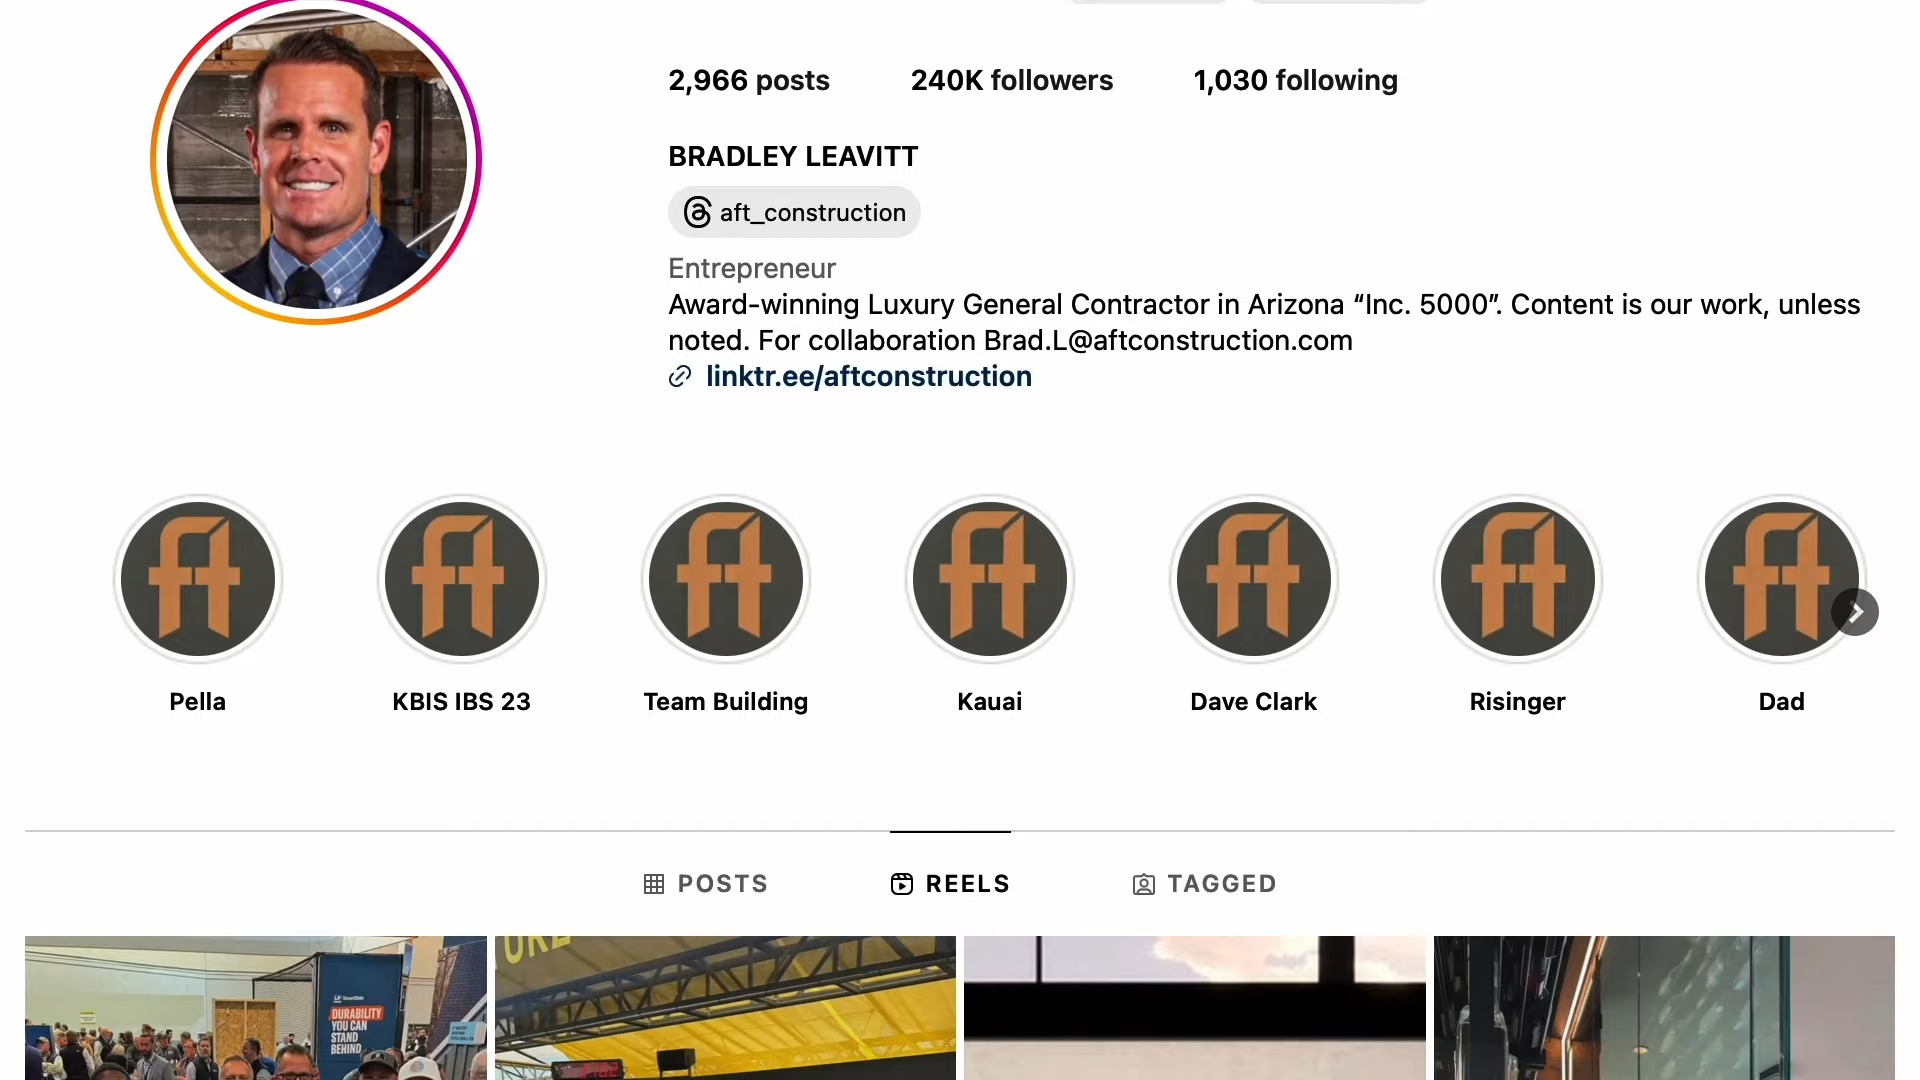 2,966 posts 240K followers 1,030 following
BRADLEY LEAVITT
aft_construction
Entrepreneur
Award-winning Luxury General Contractor in Arizona “Inc. 5000”. Content is our work, unless
noted. For collaboration Brad.L@aftconstruction.com
linktr.ee/aftconstruction
Pella KBIS IBS 23 Team Building Kauai Dave Clark Risinger Dad
POSTS REELS TAGGED
LP SmartSide
DURABILITY
YOU CAN
STAND
BEHIND